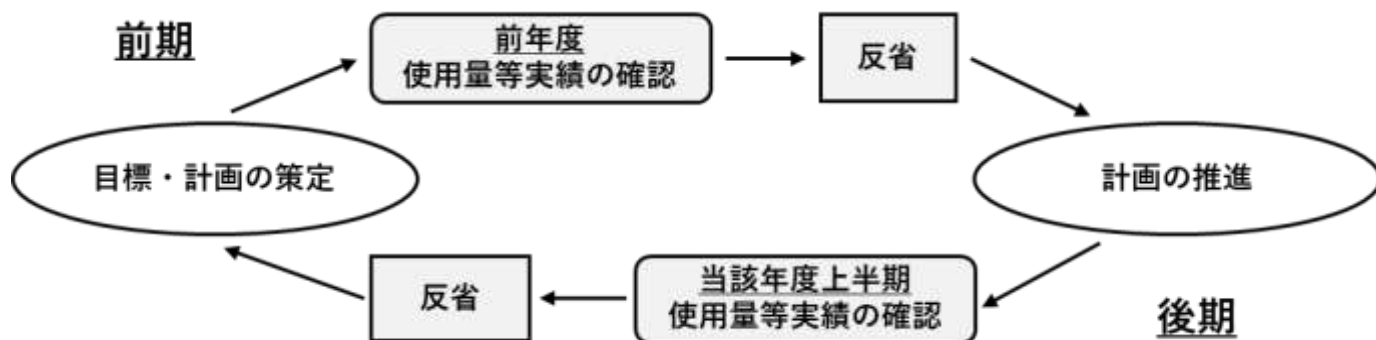 前期
前年度
使用量等実績の確認
反省
目標・計画の策定
計画の推進
反省
当該年度上半期
使用量等実績の確認
後期